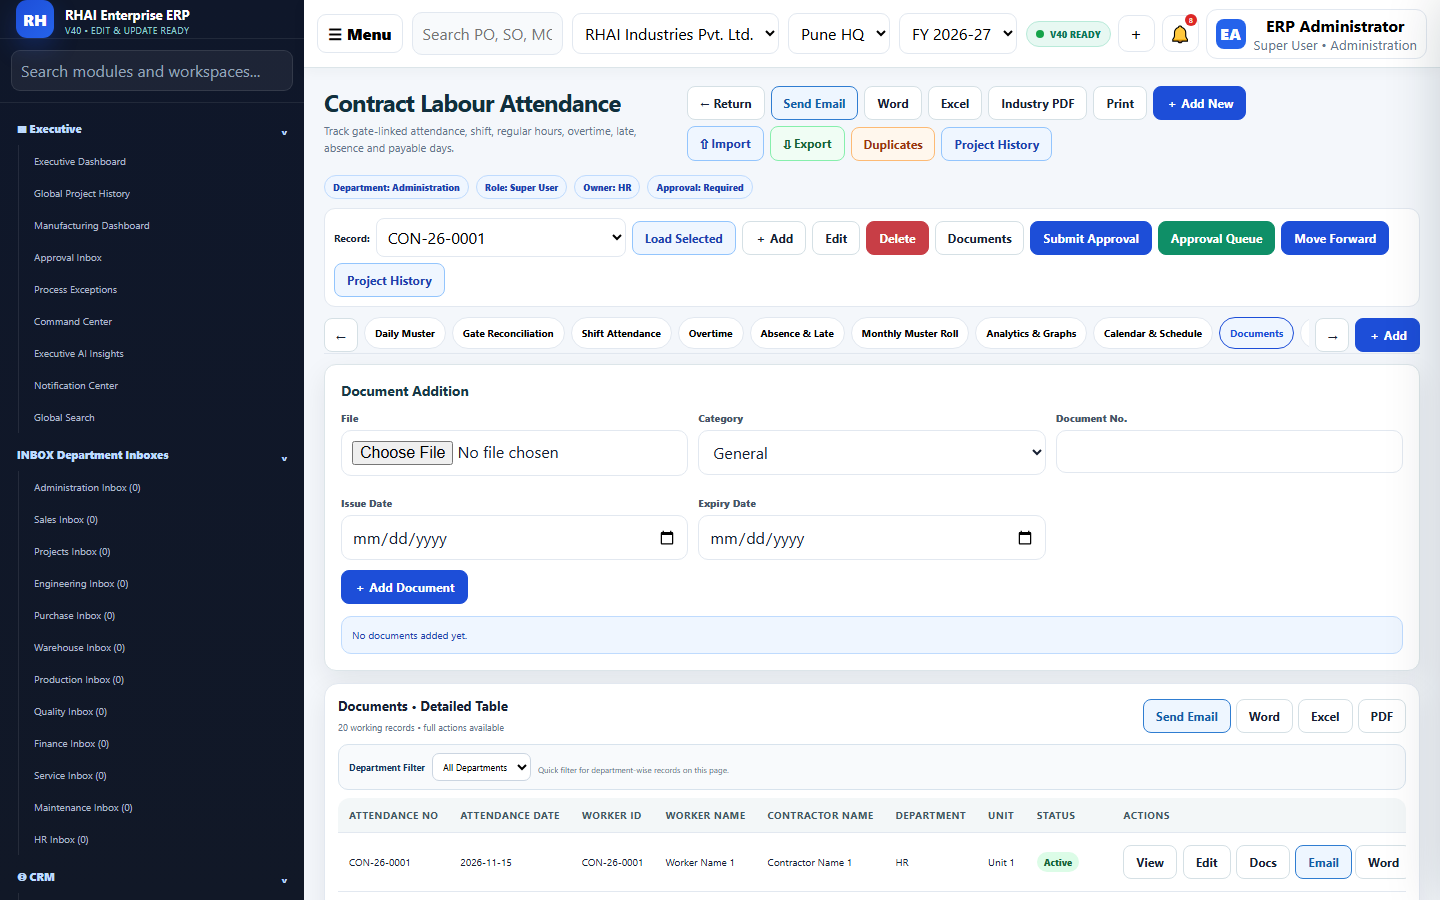 RH RHAI Enterprise ERP
V40 • EDIT & UPDATE READY
Search modules and workspaces...
Executive
Executive Dashboard
Global Project History
Manufacturing Dashboard
Approval Inbox
Process Exceptions
Command Center
Executive AI Insights
Notification Center
Global Search
INBOX Department Inboxes
Administration Inbox (0)
Sales Inbox (0)
Projects Inbox (0)
Engineering Inbox (0)
Purchase Inbox (0)
Warehouse Inbox (0)
Production Inbox (0)
Quality Inbox (0)
Finance Inbox (0)
Service Inbox (0)
Maintenance Inbox (0)
HR Inbox (0)
CRM
☰ Menu
Search PO, SO, MC
RHAI Industries Pvt. Ltd.
Pune HQ
FY 2026-27
V40 READY
+
8
EA
ERP Administrator
Super User • Administration
Contract Labour Attendance
Track gate-linked attendance, shift, regular hours, overtime, late,
absence and payable days.
← Return
Send Email
Word
Excel
Industry PDF
Print
+ Add New
⇧ Import
⇩ Export
Duplicates
Project History
Department: Administration
Role: Super User
Owner: HR
Approval: Required
Record:
CON-26-0001
Load Selected
+ Add
Edit
Delete
Documents
Submit Approval
Approval Queue
Move Forward
Project History
←
Daily Muster
Gate Reconciliation
Shift Attendance
Overtime
Absence & Late
Monthly Muster Roll
Analytics & Graphs
Calendar & Schedule
Documents
→
+ Add
Document Addition
File
Category
Document No.
Choose File No file chosen
General
Issue Date
Expiry Date
mm/dd/yyyy
mm/dd/yyyy
+ Add Document
No documents added yet.
Documents • Detailed Table
20 working records • full actions available
Send Email
Word
Excel
PDF
Department Filter
All Departments
Quick filter for department-wise records on this page.
ATTENDANCE NO ATTENDANCE DATE WORKER ID WORKER NAME CONTRACTOR NAME DEPARTMENT UNIT STATUS ACTIONS
CON-26-0001 2026-11-15 CON-26-0001 Worker Name 1 Contractor Name 1 HR Unit 1 Active View Edit Docs Email Word